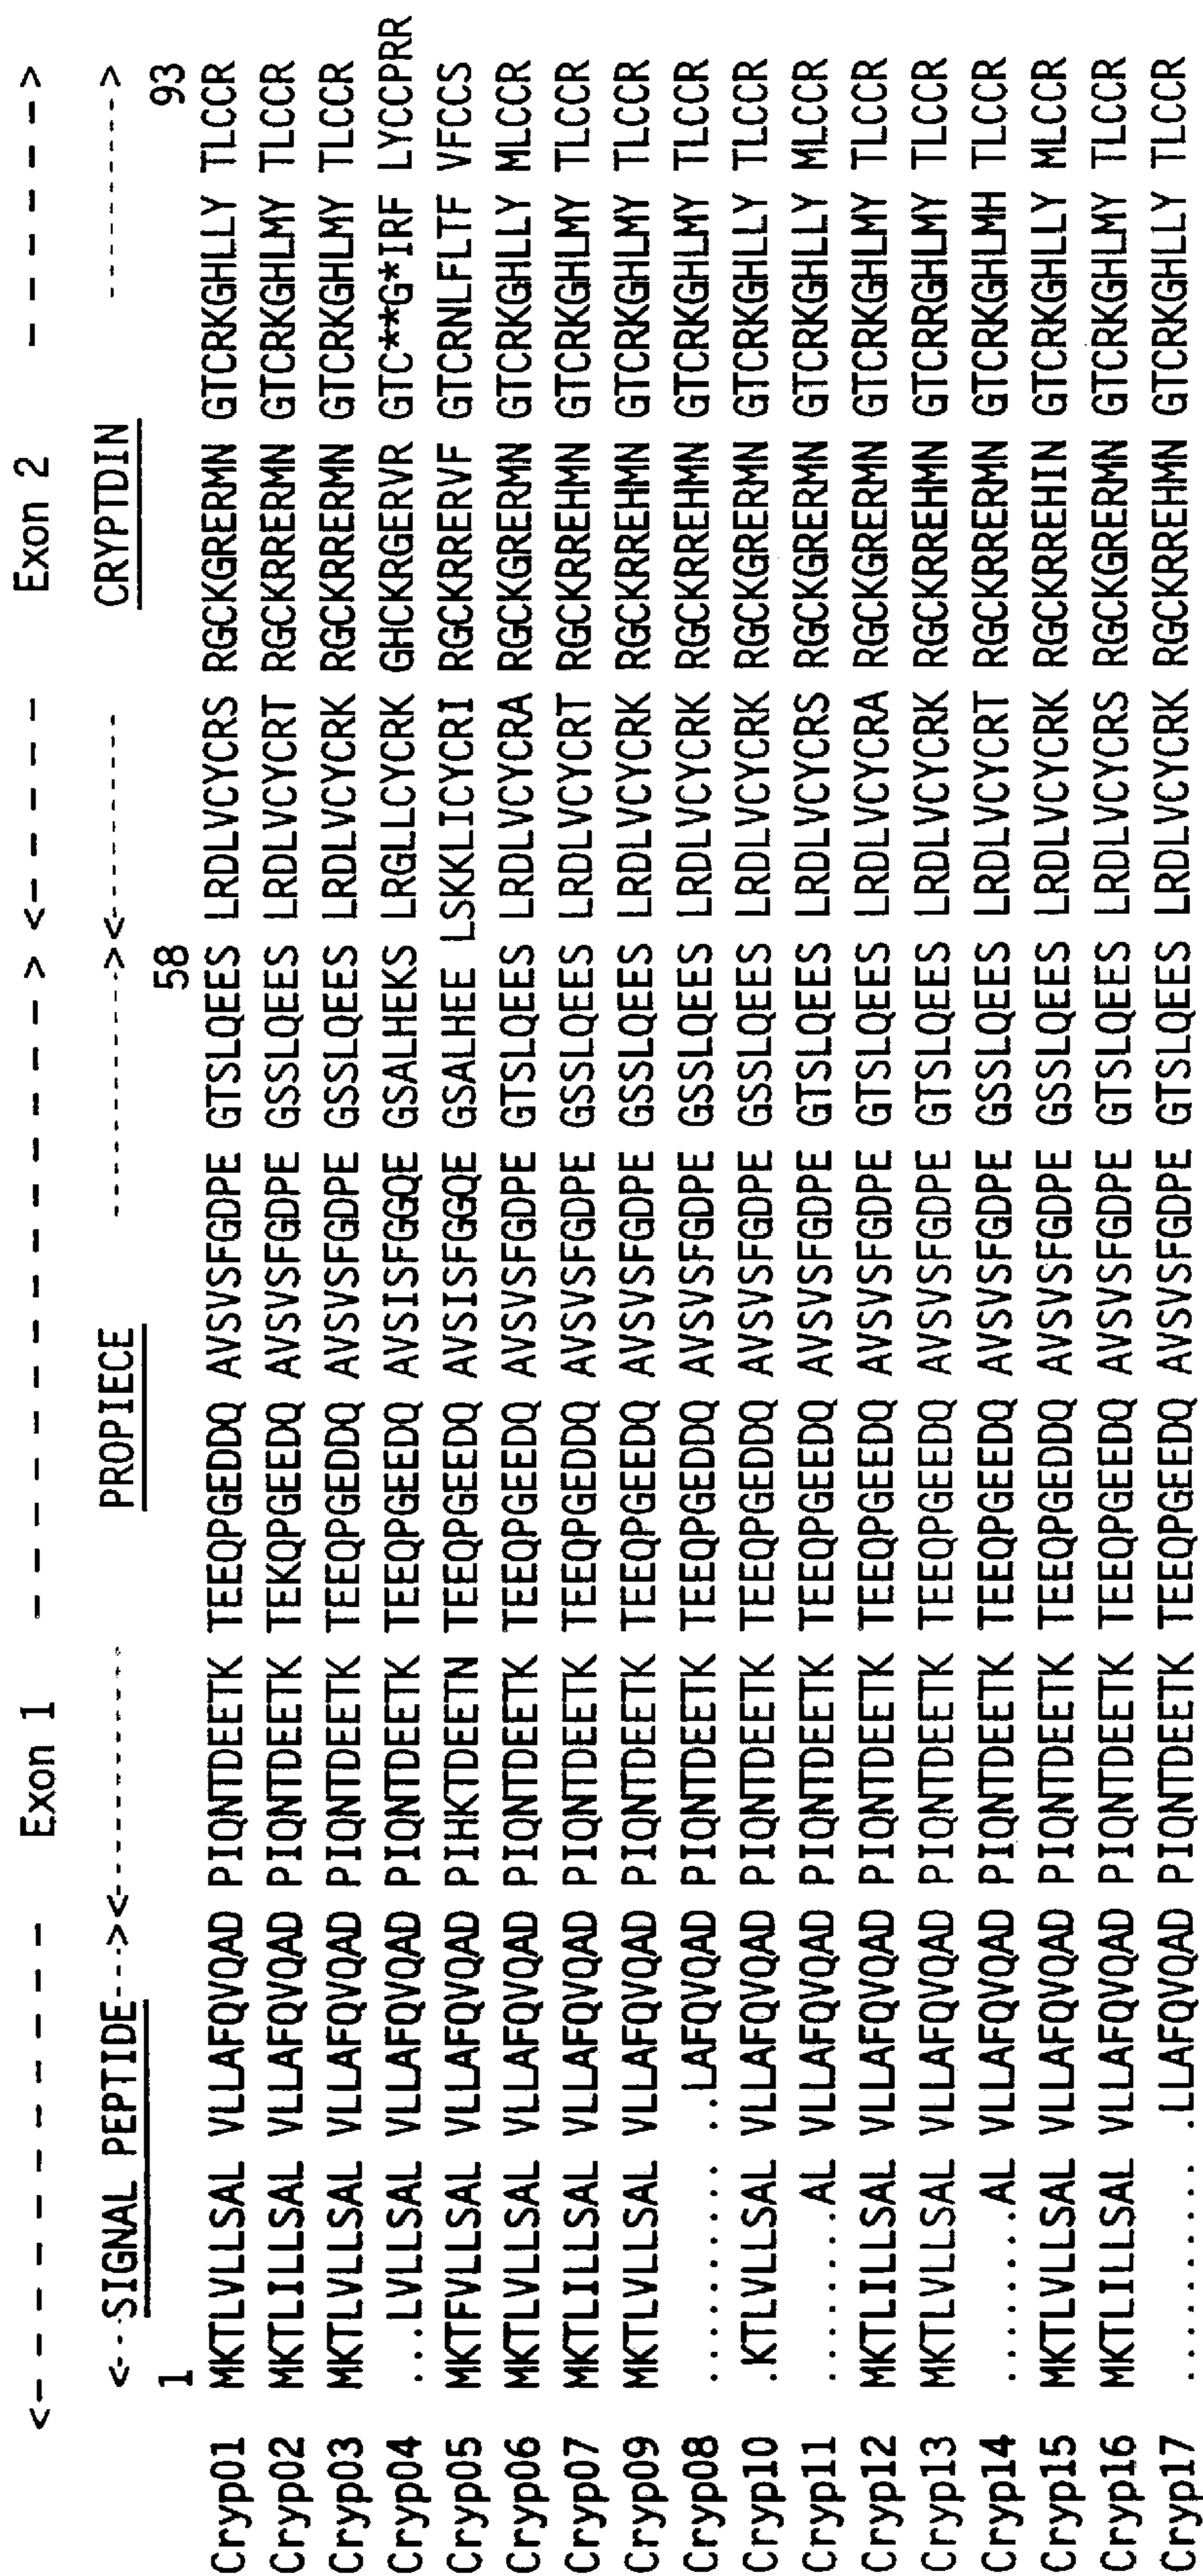 <- - - - - - - Exon 1 - - - - - - - - - - - - > <- - - - Exon 2 - - - - - >
<---SIGNAL PEPTIDE---><----------- PROPIECE -----------><--------- CRYPTDIN --------->
1 58 93
Cryp01 MKTLVLLSAL VLLAFQVQAD PIQNTDEETK TEEQPGEDDQ AVSVSFGDPE GTSLQEES LRDLVCYCRS RGCKGRERMN GTCRKGHLLY TLCCR
Cryp02 MKTLILLSAL VLLAFQVQAD PIQNTDEETK TEKQPGEEDQ AVSVSFGDPE GSSLQEES LRDLVCYCRT RGCKRRERMN GTCRKGHLMY TLCCR
Cryp03 MKTLVLLSAL VLLAFQVQAD PIQNTDEETK TEEQPGEDDQ AVSVSFGDPE GSSLQEES LRDLVCYCRK RGCKRRERMN GTCRKGHLMY TLCCR
Cryp04 ...LVLLSAL VLLAFQVQAD PIQNTDEETK TEEQPGEEDQ AVSISFGGQE GSALHEKS LRGLLCYCRK GHCKRGERVR GTC**G*IRF LYCCPRR
Cryp05 MKTFVLLSAL VLLAFQVQAD PIHKTDEETN TEEQPGEEDQ AVSISFGGQE GSALHEE LSKKLICYCRI RGCKRRERVF GTCRNLFLTF VFCCS
Cryp06 MKTLVLLSAL VLLAFQVQAD PIQNTDEETK TEEQPGEEDQ AVSVSFGDPE GTSLQEES LRDLVCYCRA RGCKGRERMN GTCRKGHLLY MLCCR
Cryp07 MKTLILLSAL VLLAFQVQAD PIQNTDEETK TEEQPGEDDQ AVSVSFGDPE GSSLQEES LRDLVCYCRT RGCKRREHMN GTCRKGHLMY TLCCR
Cryp09 MKTLVLLSAL VLLAFQVQAD PIQNTDEETK TEEQPGEEDQ AVSVSFGDPE GSSLQEES LRDLVCYCRK RGCKRREHMN GTCRKGHLMY TLCCR
Cryp08 .......... ..LAFQVQAD PIQNTDEETK TEEQPGEDDQ AVSVSFGDPE GSSLQEES LRDLVCYCRK RGCKRREHMN GTCRKGHLMY TLCCR
Cryp10 .KTLVLLSAL VLLAFQVQAD PIQNTDEETK TEEQPGEDDQ AVSVSFGDPE GSSLQEES LRDLVCYCRK RGCKGRERMN GTCRKGHLLY TLCCR
Cryp11 ........AL VLLAFQVQAD PIQNTDEETK TEEQPGEEDQ AVSVSFGDPE GTSLQEES LRDLVCYCRS RGCKGRERMN GTCRKGHLLY MLCCR
Cryp12 MKTLILLSAL VLLAFQVQAD PIQNTDEETK TEEQPGEEDQ AVSVSFGDPE GTSLQEES LRDLVCYCRA RGCKGRERMN GTCRKGHLMY TLCCR
Cryp13 MKTLVLLSAL VLLAFQVQAD PIQNTDEETK TEEQPGEEDQ AVSVSFGDPE GTSLQEES LRDLVCYCRK RGCKRREHMN GTCRRGHLMY TLCCR
Cryp14 ........AL VLLAFQVQAD PIQNTDEETK TEEQPGEEDQ AVSVSFGDPE GSSLQEES LRDLVCYCRT RGCKRRERMN GTCRKGHLMH TLCCR
Cryp15 MKTLVLLSAL VLLAFQVQAD PIQNTDEETK TEEQPGEDDQ AVSVSFGDPE GSSLQEES LRDLVCYCRK RGCKRREHIN GTCRKGHLLY MLCCR
Cryp16 MKTLILLSAL VLLAFQVQAD PIQNTDEETK TEEQPGEEDQ AVSVSFGDPE GTSLQEES LRDLVCYCRS RGCKGRERMN GTCRKGHLMY TLCCR
Cryp17 .......... .LLAFQVQAD PIQNTDEETK TEEQPGEEDQ AVSVSFGDPE GTSLQEES LRDLVCYCRK RGCKRREHMN GTCRKGHLLY TLCCR